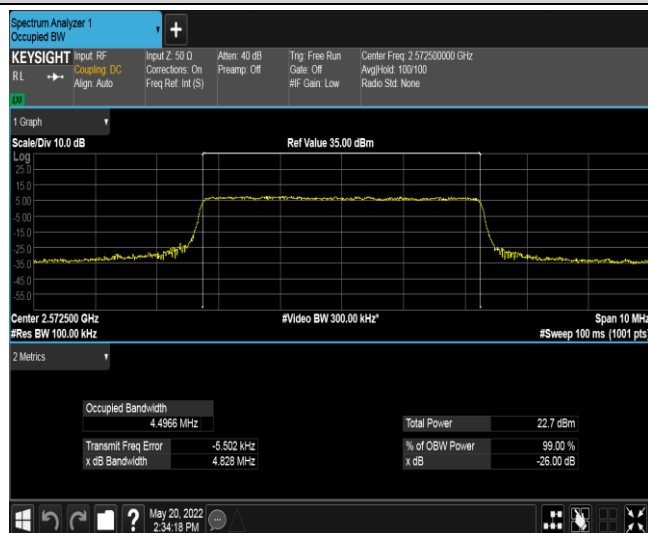 Spectrum Analyzer 1
Occupied BW
+
KEYSIGHT Input: RF Input Z: 50 Ω Atten: 40 dB Trig: Free Run Center Freq: 2.572500000 GHz
RL Coupling: DC Corrections: On Preamp: Off Gate: Off Avg|Hold: 100/100
Align: Auto Freq Ref: Int (S) #IF Gain: Low Radio Std: None
LXI
1 Graph
Scale/Div 10.0 dB Ref Value 35.00 dBm
Log
25.0
15.0
5.00
-5.00
-15.0
-25.0
-35.0
-45.0
-55.0
Center 2.572500 GHz #Video BW 300.00 kHz* Span 10 MHz
#Res BW 100.00 kHz #Sweep 100 ms (1001 pts)
2 Metrics
Occupied Bandwidth
4.4966 MHz Total Power 22.7 dBm
Transmit Freq Error -5.502 kHz % of OBW Power 99.00 %
x dB Bandwidth 4.828 MHz x dB -26.00 dB
? May 20, 2022
2:34:18 PM